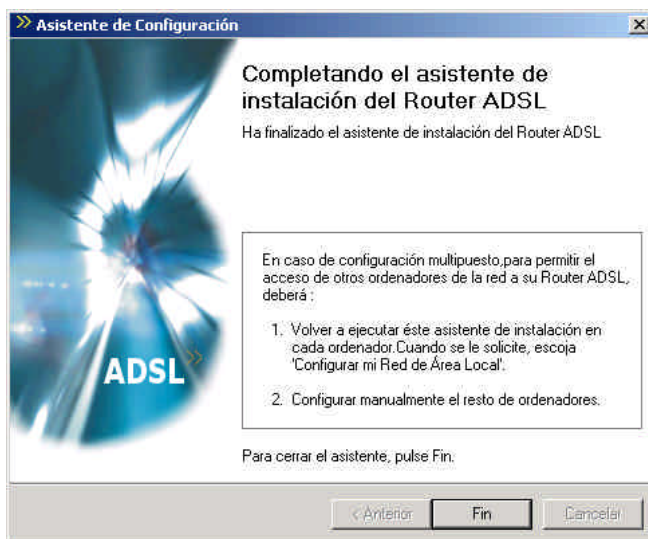 Asistente de Configuración
Completando el asistente de
instalación del Router ADSL
Ha finalizado el asistente de instalación del Router ADSL
En caso de configuración multipuesto,para permitir el
acceso de otros ordenadores de la red a su Router ADSL,
deberá :
1. Volver a ejecutar éste asistente de instalación en
cada ordenador.Cuando se le solicite, escoja
'Configurar mi Red de Área Local'.
2. Configurar manualmente el resto de ordenadores.
ADSL
Para cerrar el asistente, pulse Fin.
< Anterior
Fin
Cancelar